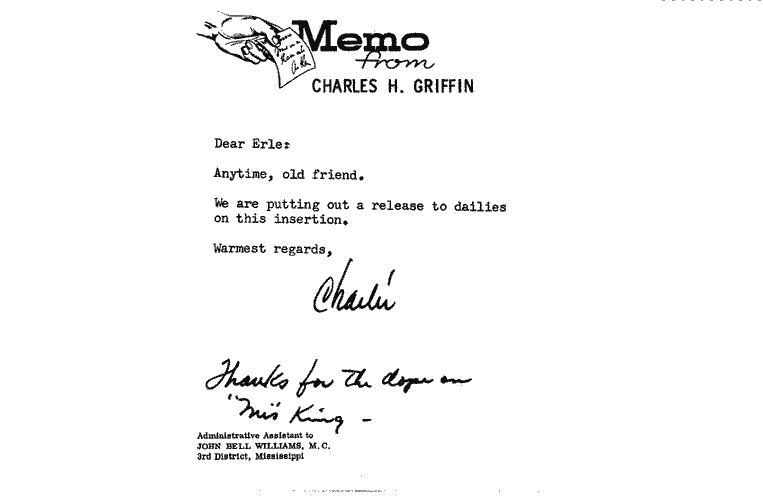 Memo
from
CHARLES H. GRIFFIN
Dear Erle:
Anytime, old friend.
We are putting out a release to dailies
on this insertion.
Warmest regards,
Charlie
Thanks for the dope on
King -
Administrative Assistant to
JOHN BELL WILLIAMS, M.C.
3rd District, Mississippi